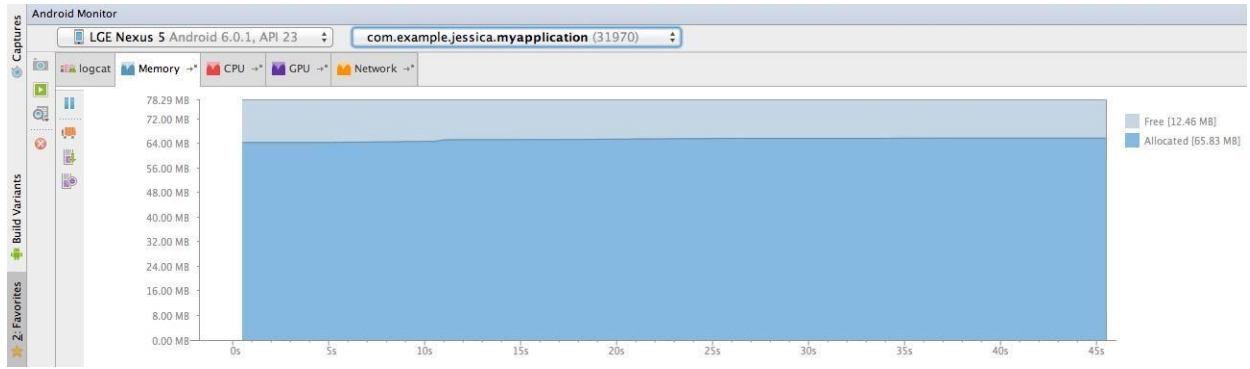 Android Monitor
Captures
LGE Nexus 5 Android 6.0.1, API 23
com.example.jessica.myapplication (31970)
logcat Memory CPU GPU Network
78.29 MB
72.00 MB
64.00 MB
56.00 MB
48.00 MB
40.00 MB
32.00 MB
24.00 MB
16.00 MB
8.00 MB
0.00 MB
Free [12.46 MB]
Allocated [65.83 MB]
Build Variants
2: Favorites
0s 5s 10s 15s 20s 25s 30s 35s 40s 45s